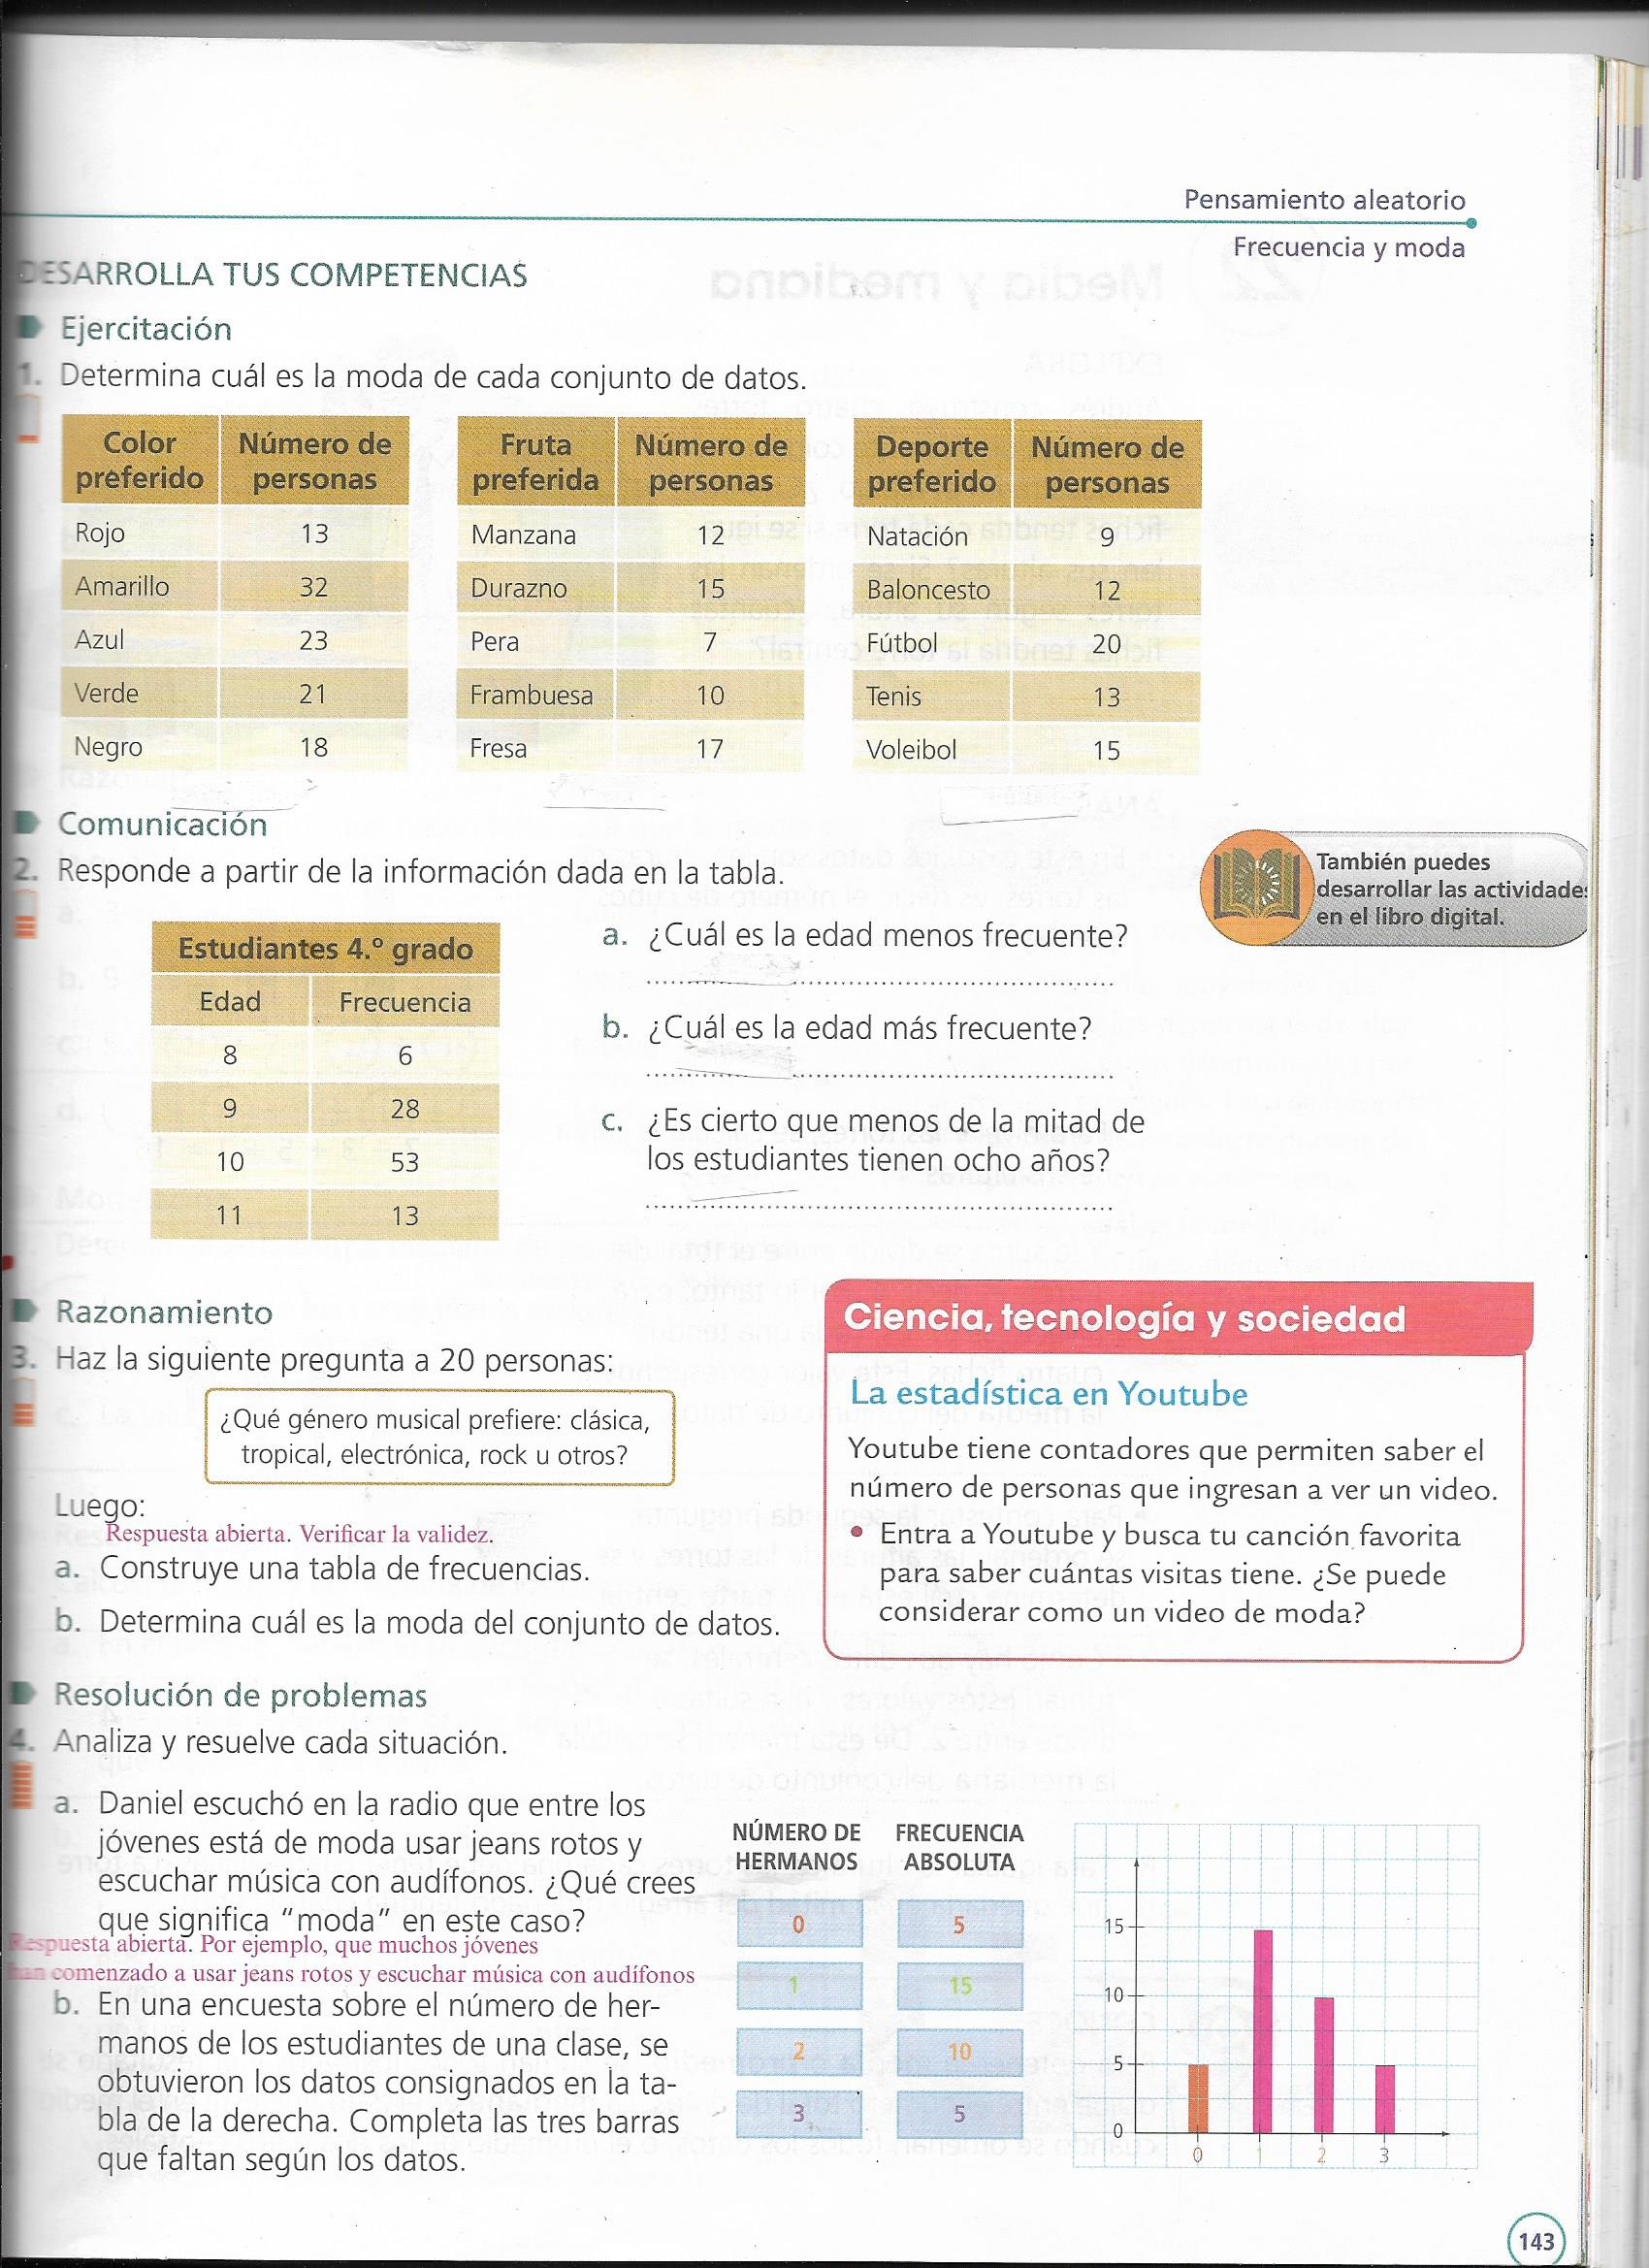 Pensamiento aleatorio
Frecuencia y moda
DESARROLLA TUS COMPETENCIAS
Ejercitación
1. Determina cuál es la moda de cada conjunto de datos.
Color preferido Número de personas
Rojo 13
Amarillo 32
Azul 23
Verde 21
Negro 18
Fruta preferida Número de personas
Manzana 12
Durazno 15
Pera 7
Frambuesa 10
Fresa 17
Deporte preferido Número de personas
Natación 9
Baloncesto 12
Fútbol 20
Tenis 13
Voleibol 15
Comunicación
2. Responde a partir de la información dada en la tabla.
Estudiantes 4.º grado
Edad Frecuencia
8 6
9 28
10 53
11 13
a. ¿Cuál es la edad menos frecuente?
b. ¿Cuál es la edad más frecuente?
c. ¿Es cierto que menos de la mitad de
los estudiantes tienen ocho años?
También puedes
desarrollar las actividade
en el libro digital.
Razonamiento
3. Haz la siguiente pregunta a 20 personas:
¿Qué género musical prefiere: clásica,
tropical, electrónica, rock u otros?
Luego:
Respuesta abierta. Verificar la validez.
a. Construye una tabla de frecuencias.
b. Determina cuál es la moda del conjunto de datos.
Ciencia, tecnología y sociedad
La estadística en Youtube
Youtube tiene contadores que permiten saber el
número de personas que ingresan a ver un video.
• Entra a Youtube y busca tu canción favorita
para saber cuántas visitas tiene. ¿Se puede
considerar como un video de moda?
Resolución de problemas
4. Analiza y resuelve cada situación.
a. Daniel escuchó en la radio que entre los
jóvenes está de moda usar jeans rotos y
escuchar música con audífonos. ¿Qué crees
que significa “moda” en este caso?
Respuesta abierta. Por ejemplo, que muchos jóvenes
han comenzado a usar jeans rotos y escuchar música con audífonos
b. En una encuesta sobre el número de her-
manos de los estudiantes de una clase, se
obtuvieron los datos consignados en la ta-
bla de la derecha. Completa las tres barras
que faltan según los datos.
NÚMERO DE FRECUENCIA
HERMANOS ABSOLUTA
0 5
1 15
2 10
3 5
15
10
5
0
0 1 2 3
143